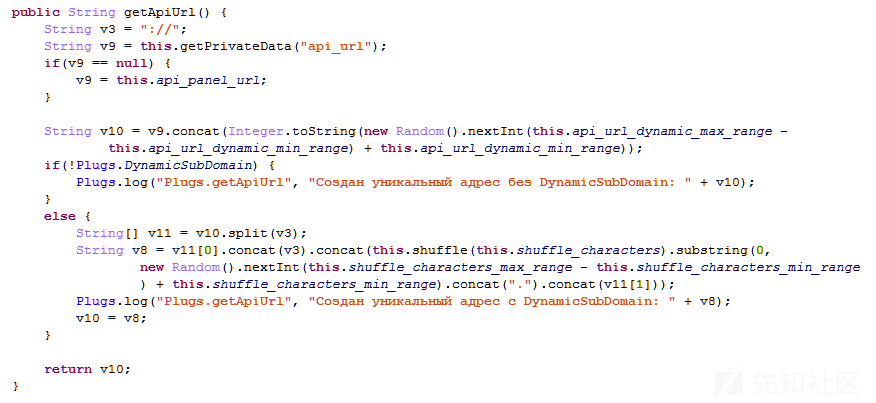 public String getApiUrl() {
    String v3 = "://";
    String v9 = this.getPrivateData("api_url");
    if(v9 == null) {
        v9 = this.api_panel_url;
    }

    String v10 = v9.concat(Integer.toString(new Random().nextInt(this.api_url_dynamic_max_range -
            this.api_url_dynamic_min_range) + this.api_url_dynamic_min_range));
    if(!Plugs.DynamicSubDomain) {
        Plugs.log("Plugs.getApiUrl", "Создан уникальный адрес без DynamicSubDomain: " + v10);
    }
    else {
        String[] v11 = v10.split(v3);
        String v8 = v11[0].concat(v3).concat(this.shuffle(this.shuffle_characters).substring(0,
                new Random().nextInt(this.shuffle_characters_max_range - this.shuffle_characters_min_range
                ) + this.shuffle_characters_min_range).concat(".").concat(v11[1]));
        Plugs.log("Plugs.getApiUrl", "Создан уникальный адрес с DynamicSubDomain: " + v8);
        v10 = v8;
    }

    return v10;
}
先知社区